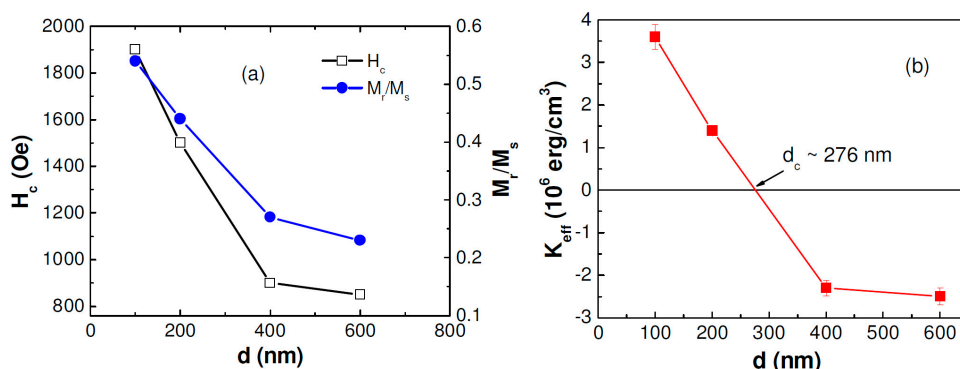 2000
1800
1600
1400
1200
1000
800
H_c (Oe)
(a)
H_c
M_r/M_s
0.6
0.5
0.4
0.3
0.2
0.1
M_r/M_s
0 200 400 600 800
d (nm)
4
3
2
1
0
-1
-2
-3
K_eff (10^6 erg/cm^3)
(b)
d_c ~ 276 nm
0 100 200 300 400 500 600
d (nm)